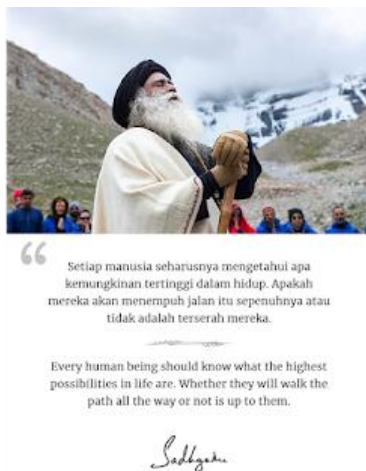 “
Setiap manusia seharusnya mengetahui apa
kemungkinan tertinggi dalam hidup. Apakah
mereka akan menempuh jalan itu sepenuhnya atau
tidak adalah terserah mereka.
Every human being should know what the highest
possibilities in life are. Whether they will walk the
path all the way or not is up to them.
Sadhguru